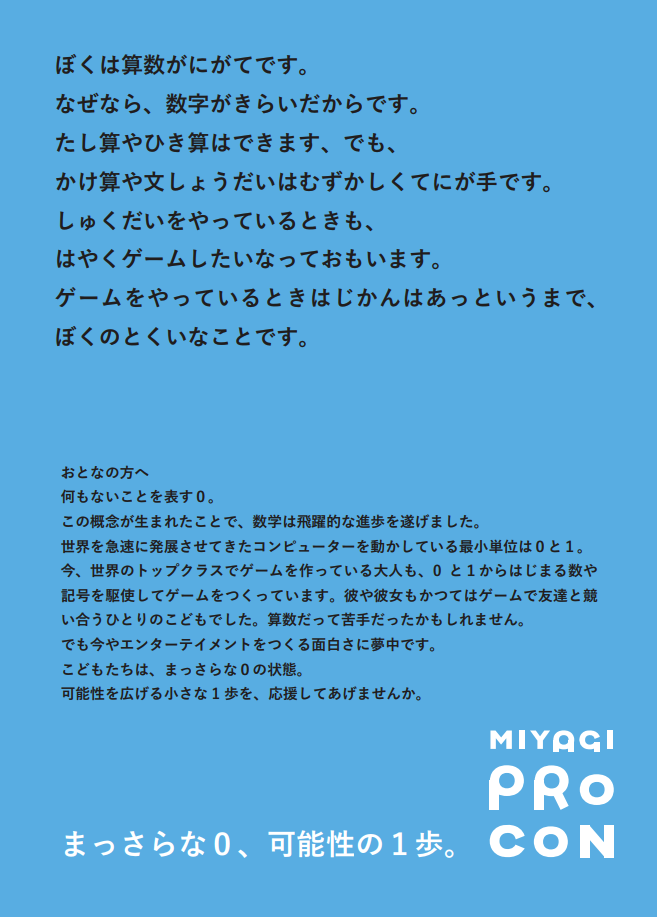 ぼくは算数がにがてです。
なぜなら、数字がきらいだからです。
たし算やひき算はできます、でも、
かけ算や文しょうだいはむずかしくてにが手です。
しゅくだいをやっているときも、
はやくゲームしたいなっておもいます。
ゲームをやっているときはじかんはあっというまで、
ぼくのとくいなことです。
おとなの方へ
何もないことを表す0。
この概念が生まれたことで、数学は飛躍的な進歩を遂げました。
世界を急速に発展させてきたコンピューターを動かしている最小単位は0と1。
今、世界のトップクラスでゲームを作っている大人も、0 と1からはじまる数や
記号を駆使してゲームをつくっています。彼や彼女もかつてはゲームで友達と競
い合うひとりのこどもでした。算数だって苦手だったかもしれません。
でも今やエンターテイメントをつくる面白さに夢中です。
こどもたちは、まっさらな0の状態。
可能性を広げる小さな1歩を、応援してあげませんか。
MIYAGI
PRO
CON
まっさらな0、可能性の1歩。